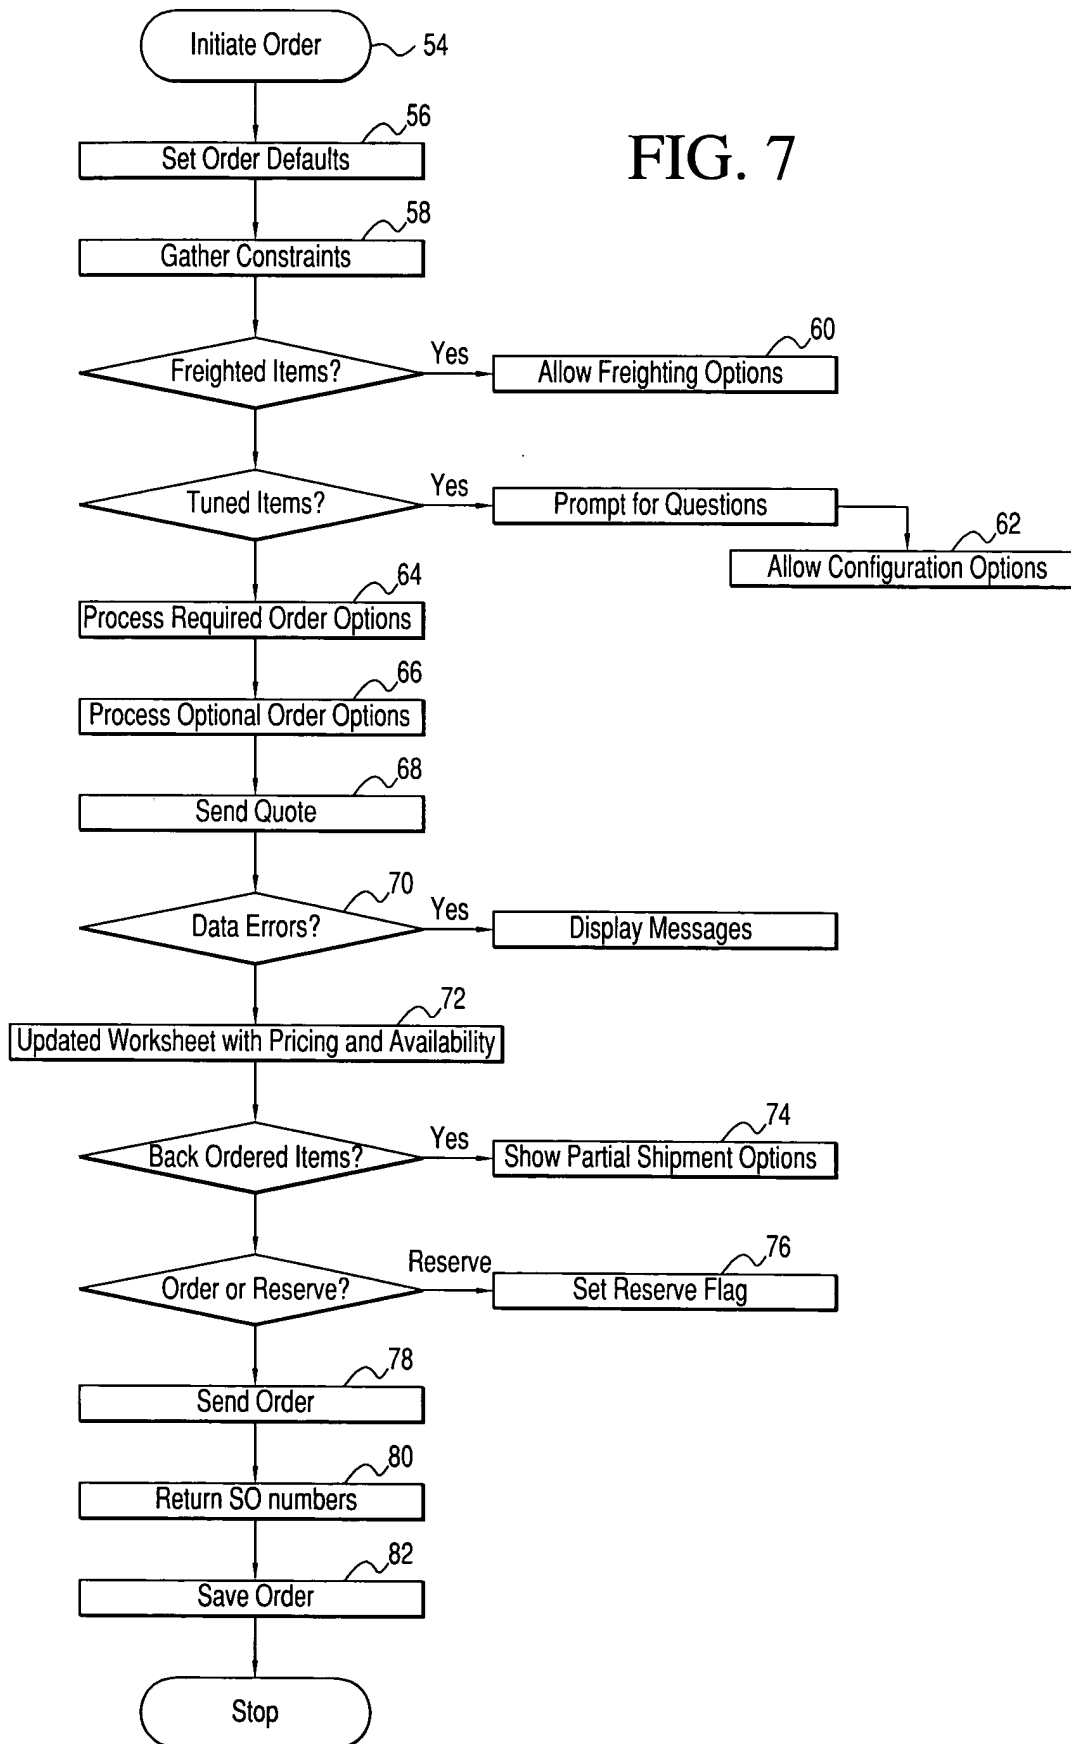 Initiate Order
54
56
Set Order Defaults
FIG. 7
58
Gather Constraints
Freighted Items?
Yes
60
Allow Freighting Options
Tuned Items?
Yes
Prompt for Questions
62
Allow Configuration Options
64
Process Required Order Options
66
Process Optional Order Options
68
Send Quote
70
Data Errors?
Yes
Display Messages
72
Updated Worksheet with Pricing and Availability
Back Ordered Items?
Yes
74
Show Partial Shipment Options
Order or Reserve?
Reserve
76
Set Reserve Flag
78
Send Order
80
Return SO numbers
82
Save Order
Stop